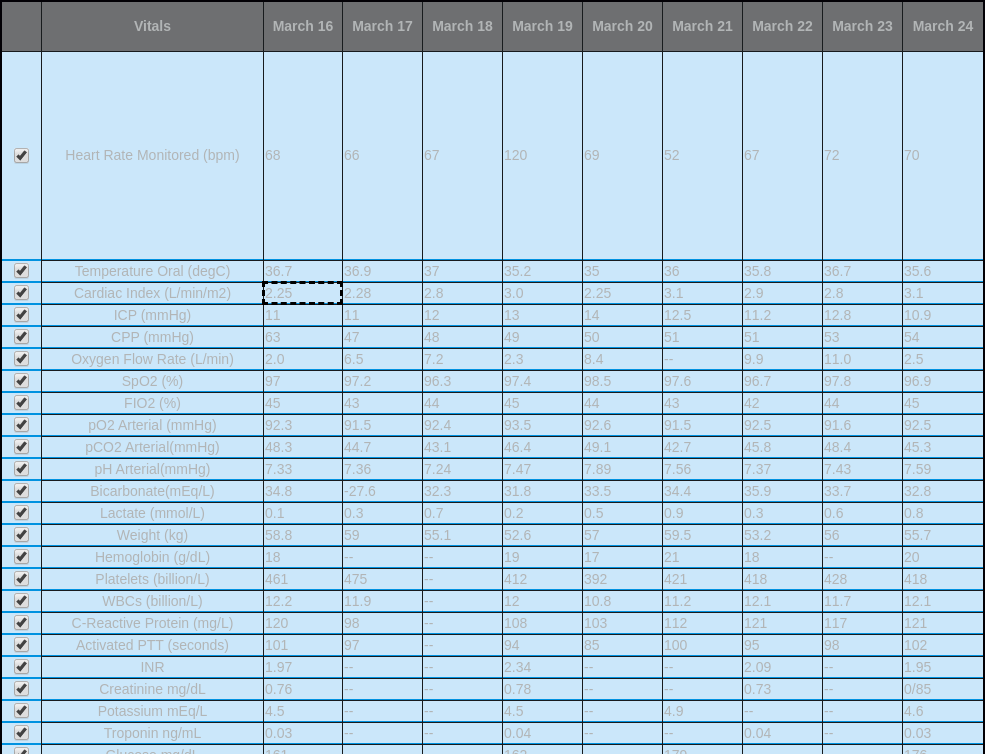 Vitals March 16 March 17 March 18 March 19 March 20 March 21 March 22 March 23 March 24
Heart Rate Monitored (bpm) 68 66 67 120 69 52 67 72 70
Temperature Oral (degC) 36.7 36.9 37 35.2 35 36 35.8 36.7 35.6
Cardiac Index (L/min/m2) 2.25 2.28 2.8 3.0 2.25 3.1 2.9 2.8 3.1
ICP (mmHg) 11 11 12 13 14 12.5 11.2 12.8 10.9
CPP (mmHg) 63 47 48 49 50 51 51 53 54
Oxygen Flow Rate (L/min) 2.0 6.5 7.2 2.3 8.4 -- 9.9 11.0 2.5
SpO2 (%) 97 97.2 96.3 97.4 98.5 97.6 96.7 97.8 96.9
FIO2 (%) 45 43 44 45 44 43 42 44 45
pO2 Arterial (mmHg) 92.3 91.5 92.4 93.5 92.6 91.5 92.5 91.6 92.5
pCO2 Arterial(mmHg) 48.3 44.7 43.1 46.4 49.1 42.7 45.8 48.4 45.3
pH Arterial(mmHg) 7.33 7.36 7.24 7.47 7.89 7.56 7.37 7.43 7.59
Bicarbonate(mEq/L) 34.8 -27.6 32.3 31.8 33.5 34.4 35.9 33.7 32.8
Lactate (mmol/L) 0.1 0.3 0.7 0.2 0.5 0.9 0.3 0.6 0.8
Weight (kg) 58.8 59 55.1 52.6 57 59.5 53.2 56 55.7
Hemoglobin (g/dL) 18 -- -- 19 17 21 18 -- 20
Platelets (billion/L) 461 475 -- 412 392 421 418 428 418
WBCs (billion/L) 12.2 11.9 -- 12 10.8 11.2 12.1 11.7 12.1
C-Reactive Protein (mg/L) 120 98 -- 108 103 112 121 117 121
Activated PTT (seconds) 101 97 -- 94 85 100 95 98 102
INR 1.97 -- -- 2.34 -- -- 2.09 -- 1.95
Creatinine mg/dL 0.76 -- -- 0.78 -- -- 0.73 -- 0/85
Potassium mEq/L 4.5 -- -- 4.5 -- 4.9 -- -- 4.6
Troponin ng/mL 0.03 -- -- 0.04 -- -- 0.04 -- 0.03